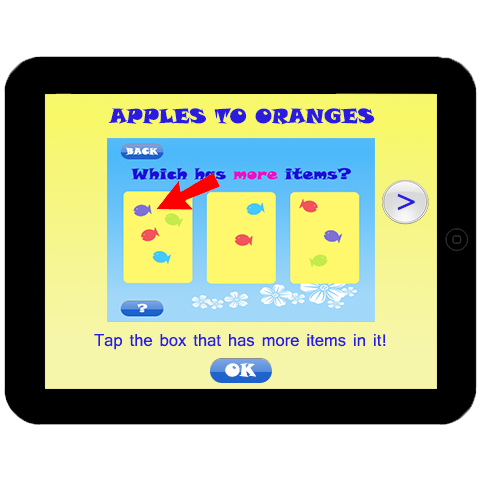 APPLES TO ORANGES
BACK
Which has more items?
>
?
Tap the box that has more items in it!
OK